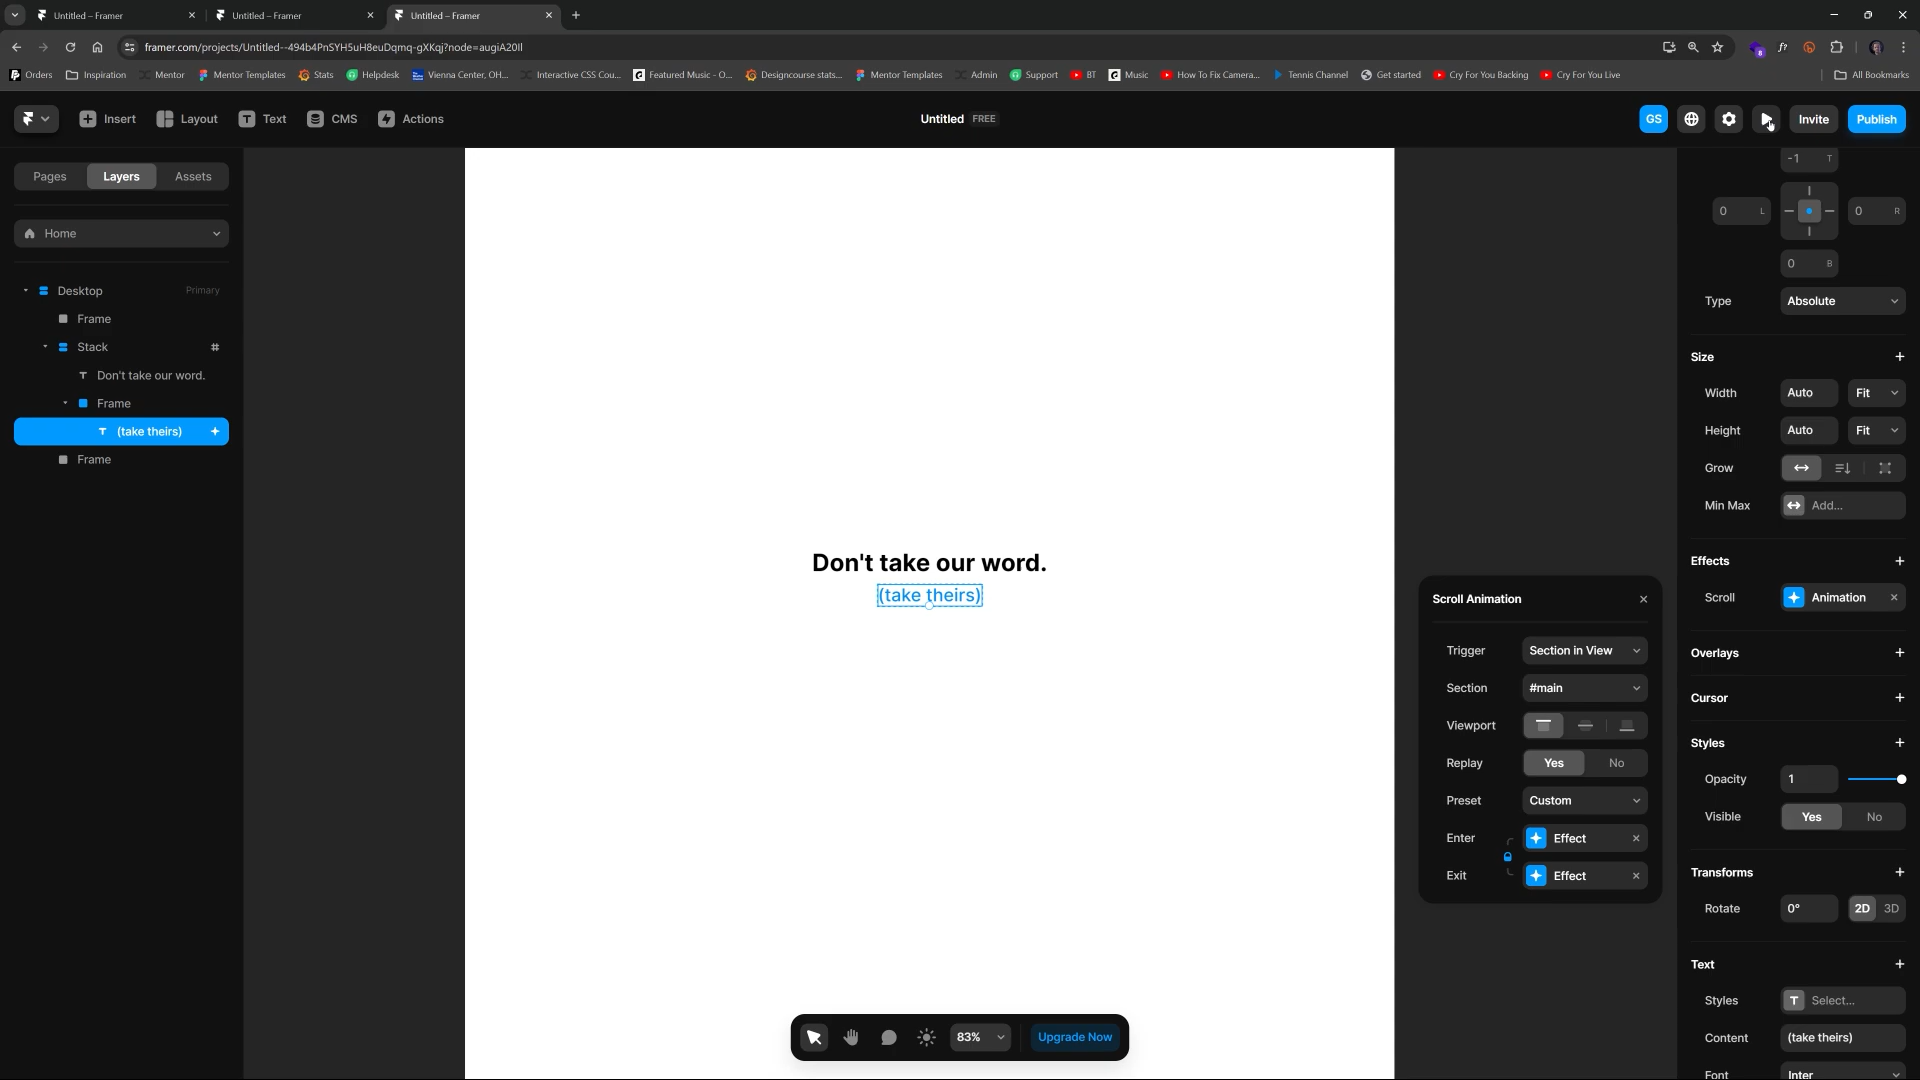 Untitled – Framer
Untitled – Framer
Untitled – Framer
framer.com/projects/Untitled--494b4PnSYH5uH8euDqmq-gXKqj?node=augiA20Il
Orders
Inspiration
Mentor
Mentor Templates
Stats
Helpdesk
Vienna Center, OH...
Interactive CSS Cou...
Featured Music - O...
Designcourse stats...
Mentor Templates
Admin
Support
BT
Music
How To Fix Camera...
Tennis Channel
Get started
Cry For You Backing
Cry For You Live
All Bookmarks
Insert
Layout
Text
CMS
Actions
Untitled FREE
GS
Invite
Publish
Pages
Layers
Assets
Home
Desktop
Primary
Frame
Stack
Don't take our word.
Frame
(take theirs)
Frame
Don't take our word.
(take theirs)
Scroll Animation
Trigger
Section in View
Section
#main
Viewport
Replay
Yes
No
Preset
Custom
Enter
Effect
Exit
Effect
83%
Upgrade Now
-1 T
0 L
0 R
0 B
Type
Absolute
Size
Width
Auto
Fit
Height
Auto
Fit
Grow
Min Max
Add...
Effects
Scroll
Animation
Overlays
Cursor
Styles
Opacity
1
Visible
Yes
No
Transforms
Rotate
0°
2D
3D
Text
Styles
T
Select...
Content
(take theirs)
Font
Inter